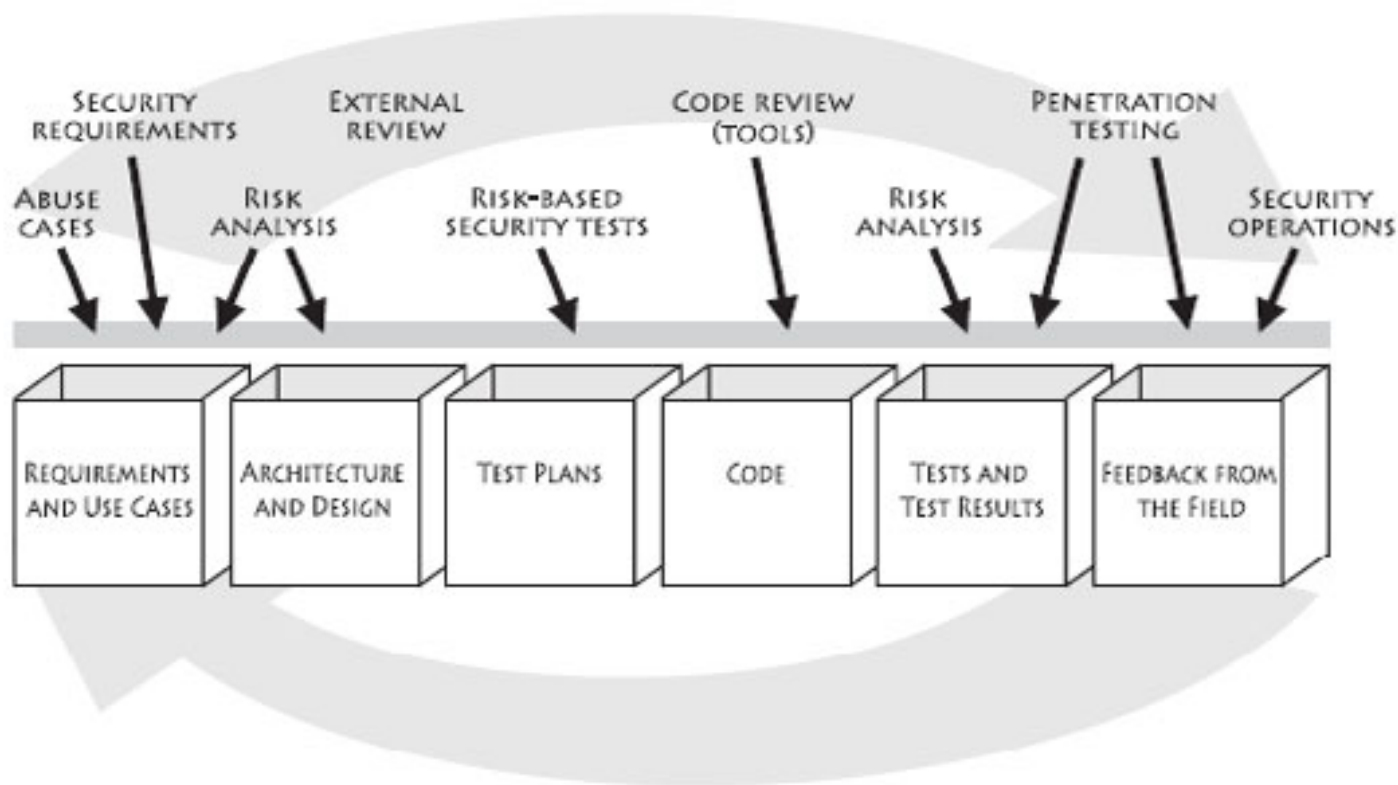 SECURITY
REQUIREMENTS
EXTERNAL
REVIEW
CODE REVIEW
(TOOLS)
PENETRATION
TESTING
ABUSE
CASES
RISK
ANALYSIS
RISK-BASED
SECURITY TESTS
RISK
ANALYSIS
SECURITY
OPERATIONS
REQUIREMENTS
AND USE CASES
ARCHITECTURE
AND DESIGN
TEST PLANS
CODE
TESTS AND
TEST RESULTS
FEEDBACK FROM
THE FIELD